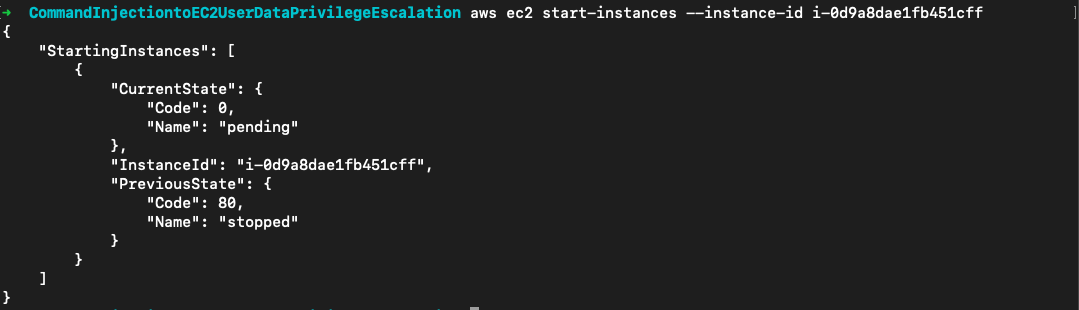 → CommandInjectiontoEC2UserDataPrivilegeEscalation aws ec2 start-instances --instance-id i-0d9a8dae1fb451cff
{
    "StartingInstances": [
        {
            "CurrentState": {
                "Code": 0,
                "Name": "pending"
            },
            "InstanceId": "i-0d9a8dae1fb451cff",
            "PreviousState": {
                "Code": 80,
                "Name": "stopped"
            }
        }
    ]
}